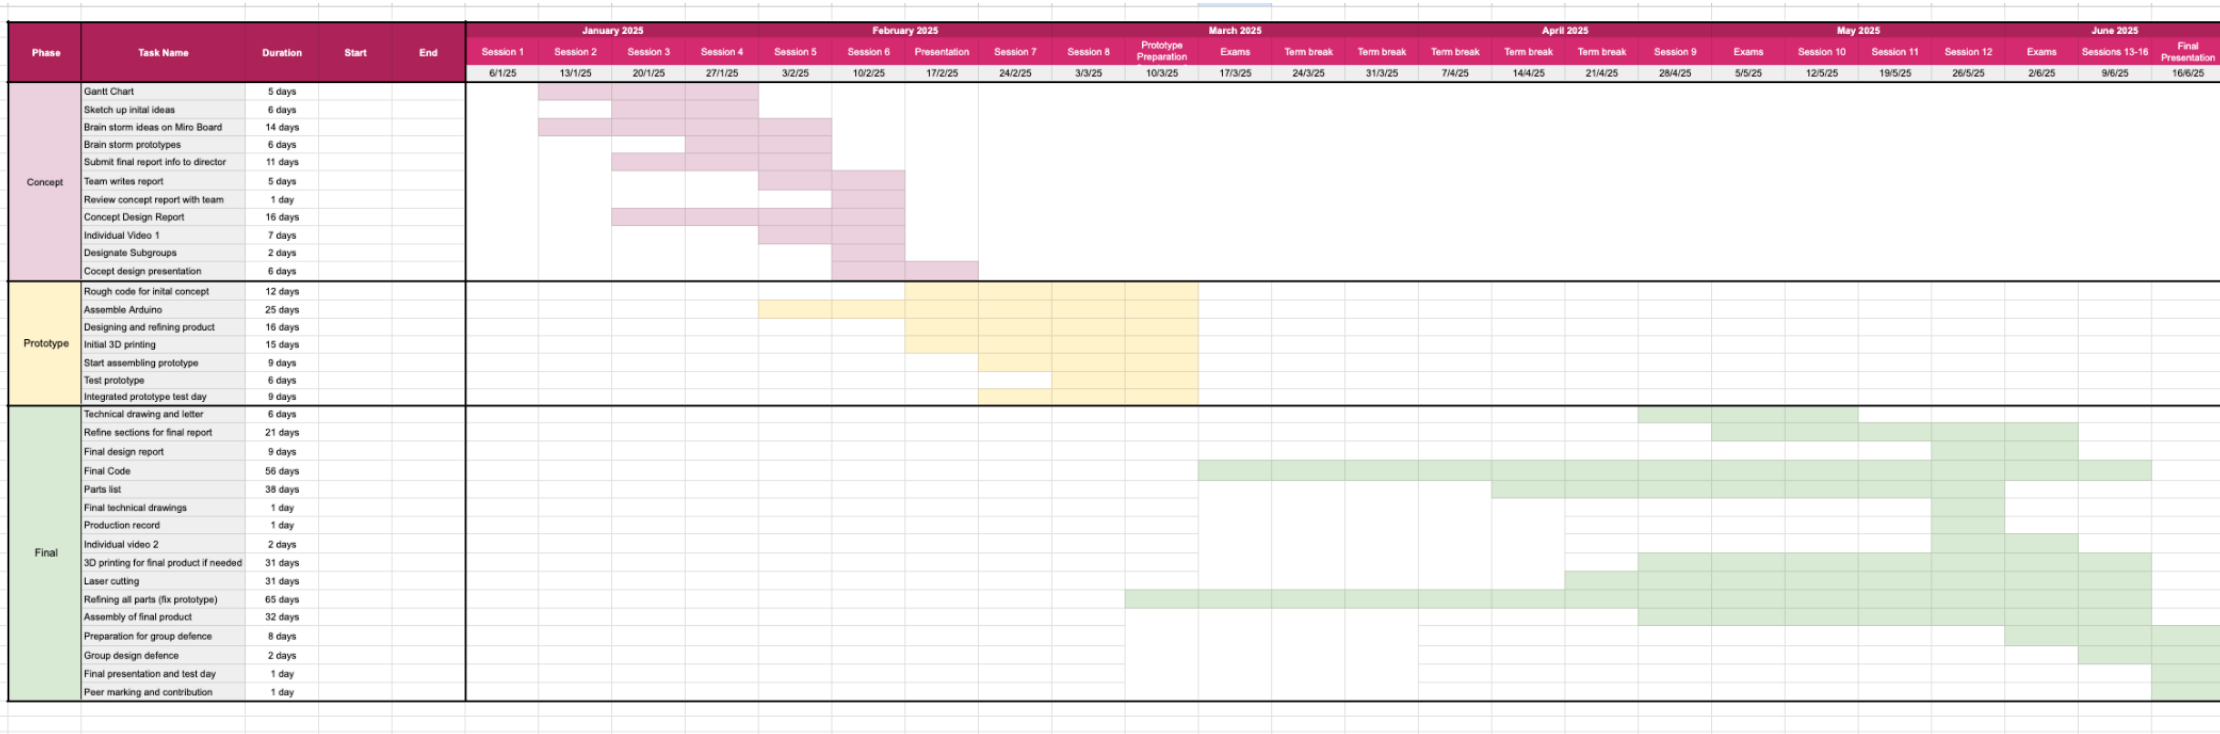 January 2025 February 2025 March 2025 April 2025 May 2025 June 2025
Phase Task Name Duration Start End Session 1 Session 2 Session 3 Session 4 Session 5 Session 6 Presentation Session 7 Session 8 Prototype Preparation Exams Term break Term break Term break Term break Term break Session 9 Exams Session 10 Session 11 Session 12 Exams Sessions 13-16 Final Presentation
6/1/25 13/1/25 20/1/25 27/1/25 3/2/25 10/2/25 17/2/25 24/2/25 3/3/25 10/3/25 17/3/25 24/3/25 31/3/25 7/4/25 14/4/25 21/4/25 28/4/25 5/5/25 12/5/25 19/5/25 26/5/25 2/6/25 9/6/25 16/6/25
Concept
Gantt Chart 5 days
Sketch up inital ideas 6 days
Brain storm ideas on Miro Board 14 days
Brain storm prototypes 6 days
Submit final report info to director 11 days
Team writes report 5 days
Review concept report with team 1 day
Concept Design Report 16 days
Individual Video 1 7 days
Designate Subgroups 2 days
Cocept design presentation 6 days
Prototype
Rough code for inital concept 12 days
Assemble Arduino 25 days
Designing and refining product 16 days
Initial 3D printing 15 days
Start assembling prototype 9 days
Test prototype 6 days
Integrated prototype test day 9 days
Final
Technical drawing and letter 6 days
Refine sections for final report 21 days
Final design report 9 days
Final Code 56 days
Parts list 38 days
Final technical drawings 1 day
Production record 1 day
Individual video 2 2 days
3D printing for final product if needed 31 days
Laser cutting 31 days
Refining all parts (fix prototype) 65 days
Assembly of final product 32 days
Preparation for group defence 8 days
Group design defence 2 days
Final presentation and test day 1 day
Peer marking and contribution 1 day